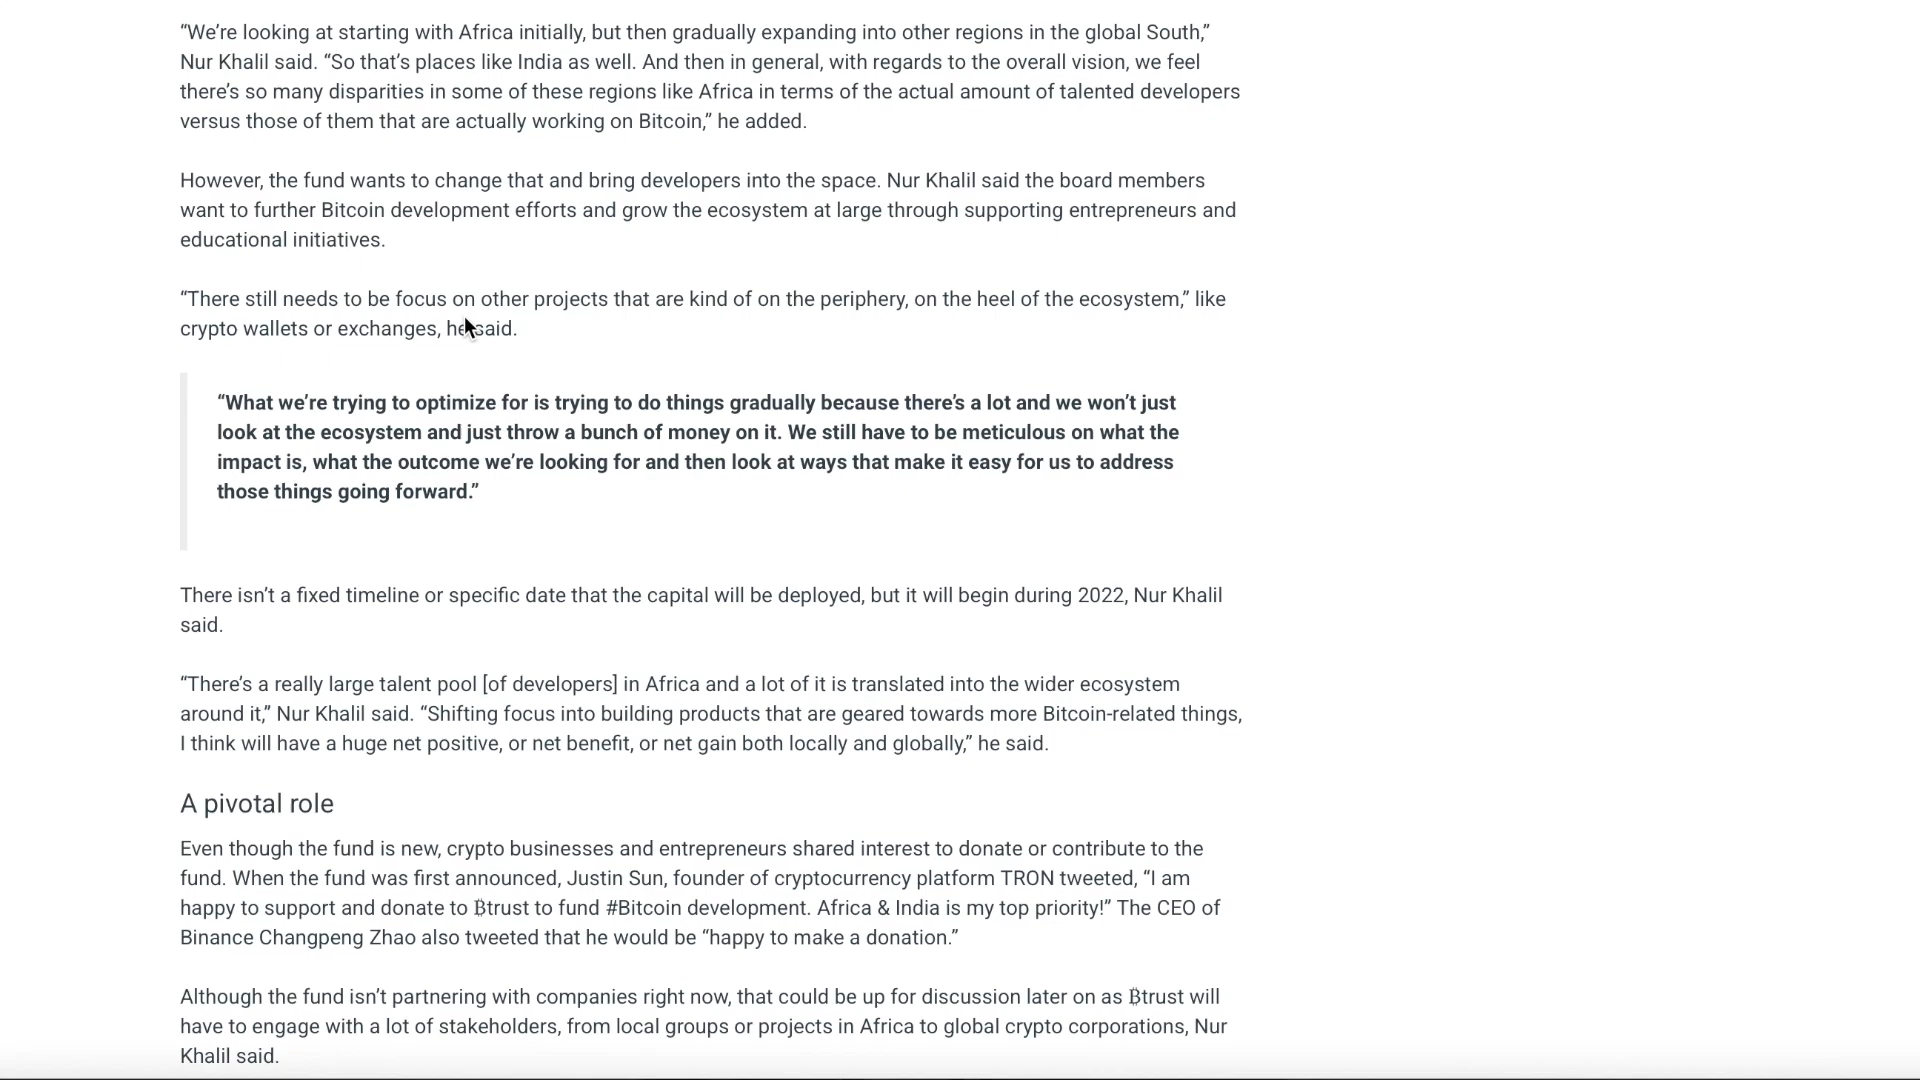 “We’re looking at starting with Africa initially, but then gradually expanding into other regions in the global South,”
Nur Khalil said. “So that’s places like India as well. And then in general, with regards to the overall vision, we feel
there’s so many disparities in some of these regions like Africa in terms of the actual amount of talented developers
versus those of them that are actually working on Bitcoin,” he added.
However, the fund wants to change that and bring developers into the space. Nur Khalil said the board members
want to further Bitcoin development efforts and grow the ecosystem at large through supporting entrepreneurs and
educational initiatives.
“There still needs to be focus on other projects that are kind of on the periphery, on the heel of the ecosystem,” like
crypto wallets or exchanges, he said.
“What we’re trying to optimize for is trying to do things gradually because there’s a lot and we won’t just
look at the ecosystem and just throw a bunch of money on it. We still have to be meticulous on what the
impact is, what the outcome we’re looking for and then look at ways that make it easy for us to address
those things going forward.”
There isn’t a fixed timeline or specific date that the capital will be deployed, but it will begin during 2022, Nur Khalil
said.
“There’s a really large talent pool [of developers] in Africa and a lot of it is translated into the wider ecosystem
around it,” Nur Khalil said. “Shifting focus into building products that are geared towards more Bitcoin-related things,
I think will have a huge net positive, or net benefit, or net gain both locally and globally,” he said.
A pivotal role
Even though the fund is new, crypto businesses and entrepreneurs shared interest to donate or contribute to the
fund. When the fund was first announced, Justin Sun, founder of cryptocurrency platform TRON tweeted, “I am
happy to support and donate to ₿trust to fund #Bitcoin development. Africa & India is my top priority!” The CEO of
Binance Changpeng Zhao also tweeted that he would be “happy to make a donation.”
Although the fund isn’t partnering with companies right now, that could be up for discussion later on as ₿trust will
have to engage with a lot of stakeholders, from local groups or projects in Africa to global crypto corporations, Nur
Khalil said.